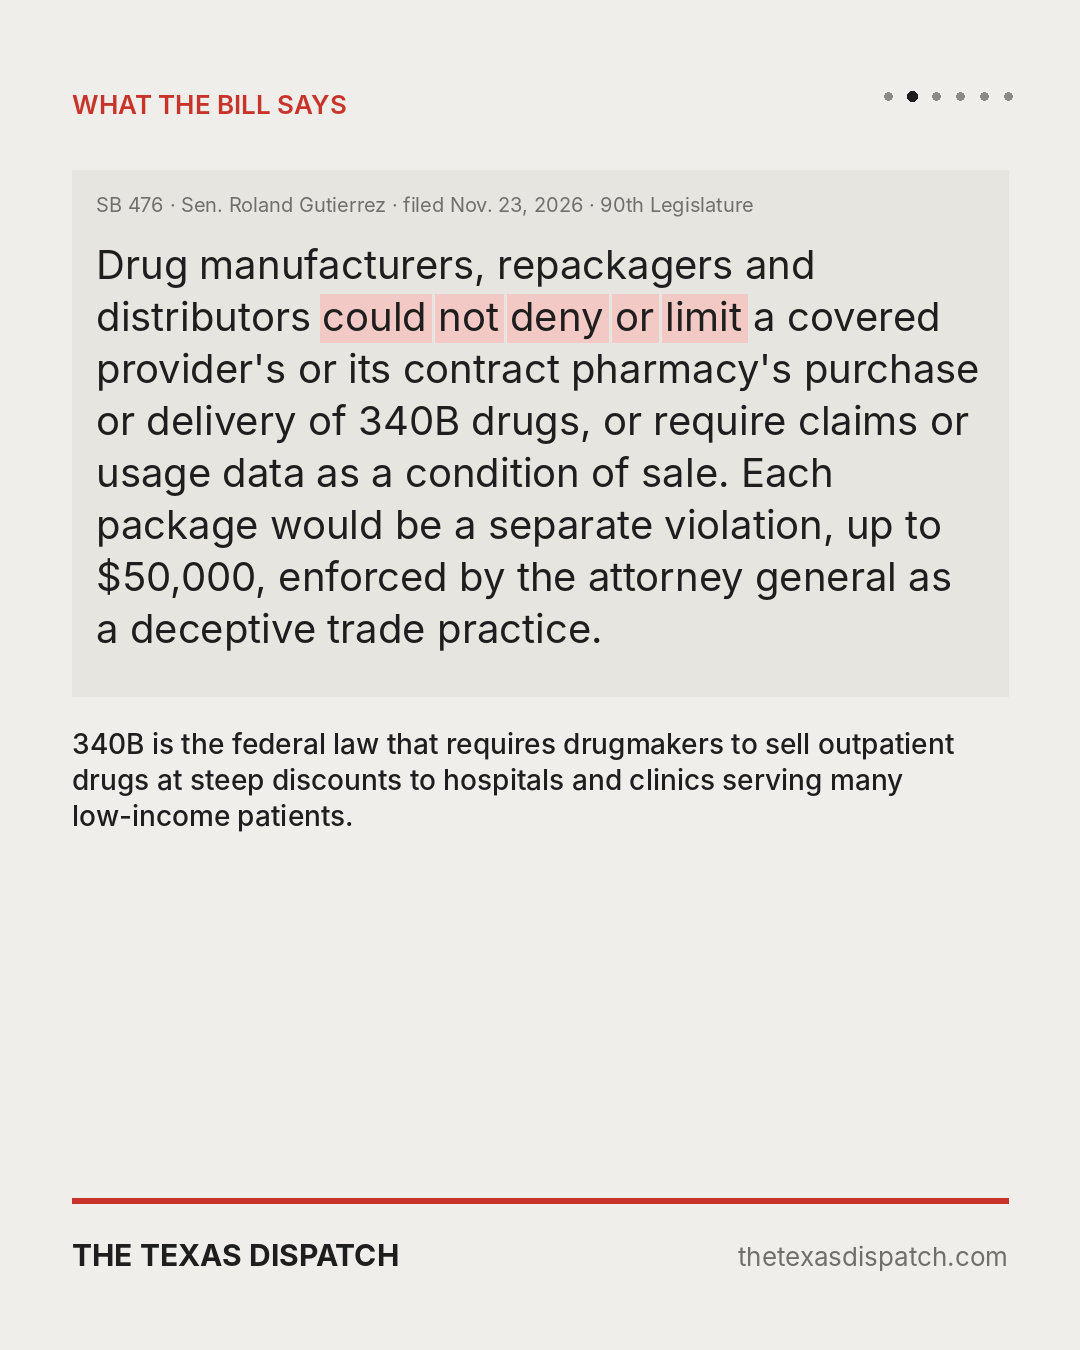 WHAT THE BILL SAYS
SB 476 · Sen. Roland Gutierrez · filed Nov. 23, 2026 · 90th Legislature
Drug manufacturers, repackagers and
distributors could not deny or limit a covered
provider's or its contract pharmacy's purchase
or delivery of 340B drugs, or require claims or
usage data as a condition of sale. Each
package would be a separate violation, up to
$50,000, enforced by the attorney general as
a deceptive trade practice.
340B is the federal law that requires drugmakers to sell outpatient
drugs at steep discounts to hospitals and clinics serving many
low-income patients.
THE TEXAS DISPATCH
thetexasdispatch.com